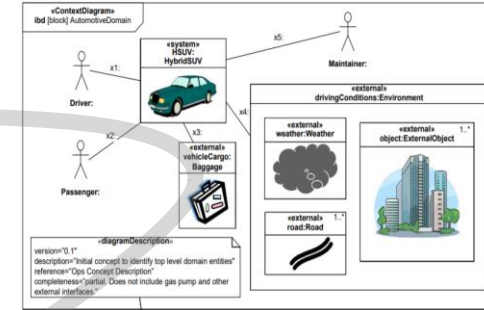 «ContextDiagram»
ibd [block] AutomotiveDomain
x1:
Driver:
x2:
Passenger:
«system»
HSUV:
HybridSUV
x3:
«external»
vehicleCargo:
Baggage
x5:
Maintainer:
x4:
«external»
drivingConditions:Environment
«external»
weather:Weather
«external» 1..*
object:ExternalObject
«external» 1..*
road:Road
«diagramDescription»
version="0.1"
description="Initial concept to identify top level domain entities"
reference="Ops Concept Description"
completeness="partial. Does not include gas pump and other
external interfaces."